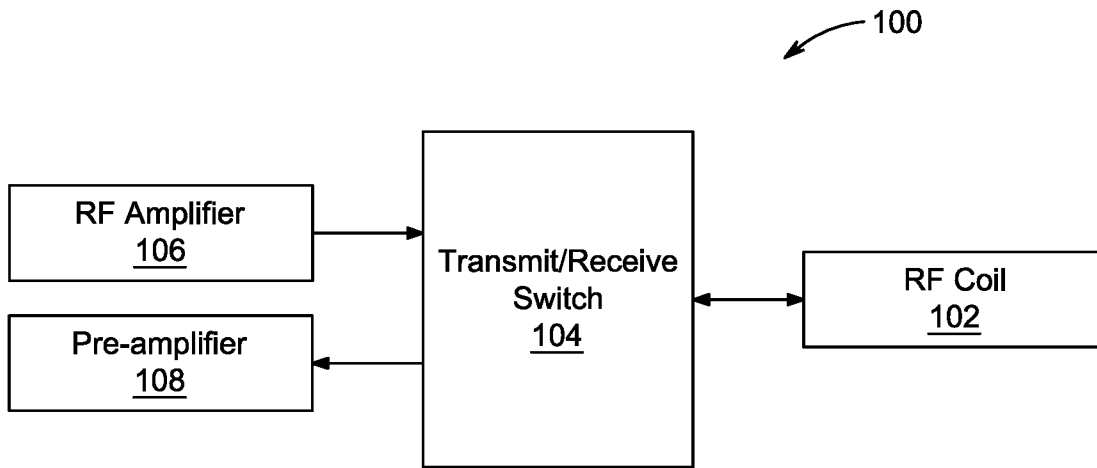 100
RF Amplifier
106
Pre-amplifier
108
Transmit/Receive
Switch
104
RF Coil
102